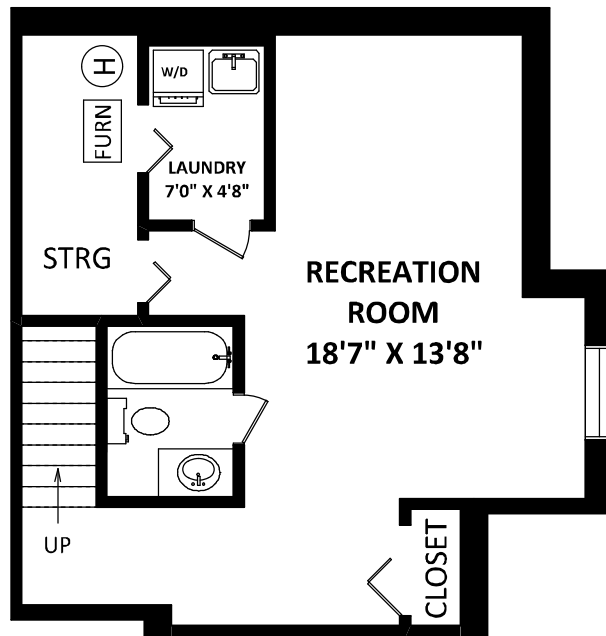 H
FURN
W/D
LAUNDRY
7'0" X 4'8"
STRG
RECREATION
ROOM
18'7" X 13'8"
UP
CLOSET